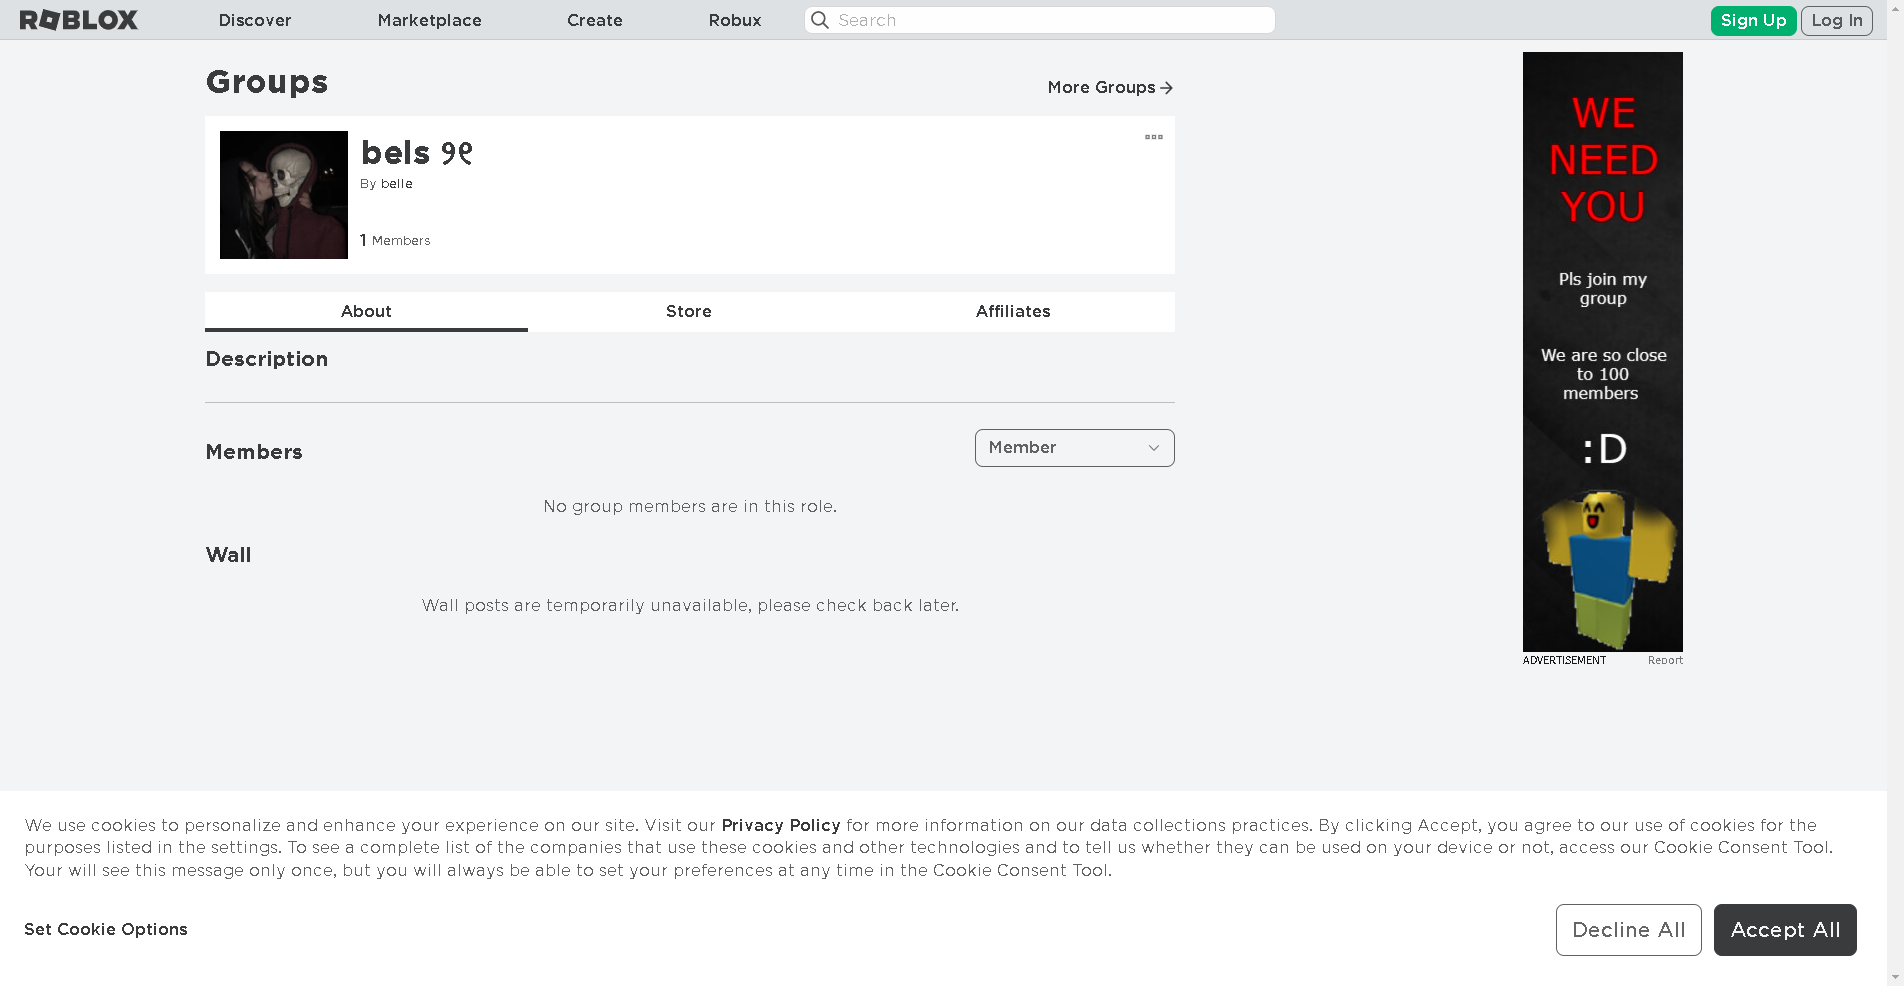 ROBLOX
Discover
Marketplace
Create
Robux
Search
Sign Up
Log In
Groups
More Groups
bels ୨୧
By belle
1 Members
About
Store
Affiliates
Description
Members
Member
No group members are in this role.
Wall
Wall posts are temporarily unavailable, please check back later.
WE
NEED
YOU
Pls join my
group
We are so close
to 100
members
:D
ADVERTISEMENT
Report
We use cookies to personalize and enhance your experience on our site. Visit our Privacy Policy for more information on our data collections practices. By clicking Accept, you agree to our use of cookies for the
purposes listed in the settings. To see a complete list of the companies that use these cookies and other technologies and to tell us whether they can be used on your device or not, access our Cookie Consent Tool.
Your will see this message only once, but you will always be able to set your preferences at any time in the Cookie Consent Tool.
Set Cookie Options
Decline All
Accept All